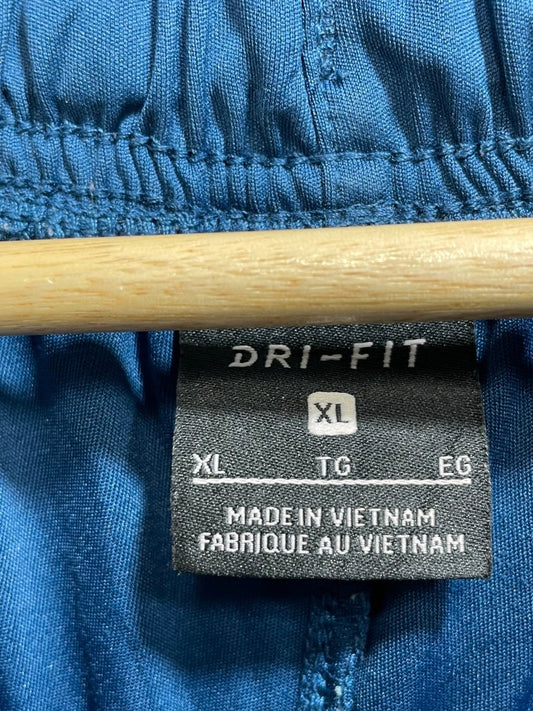 DRI-FIT
XL
XL TG EG
MADE IN VIETNAM
FABRIQUE AU VIETNAM